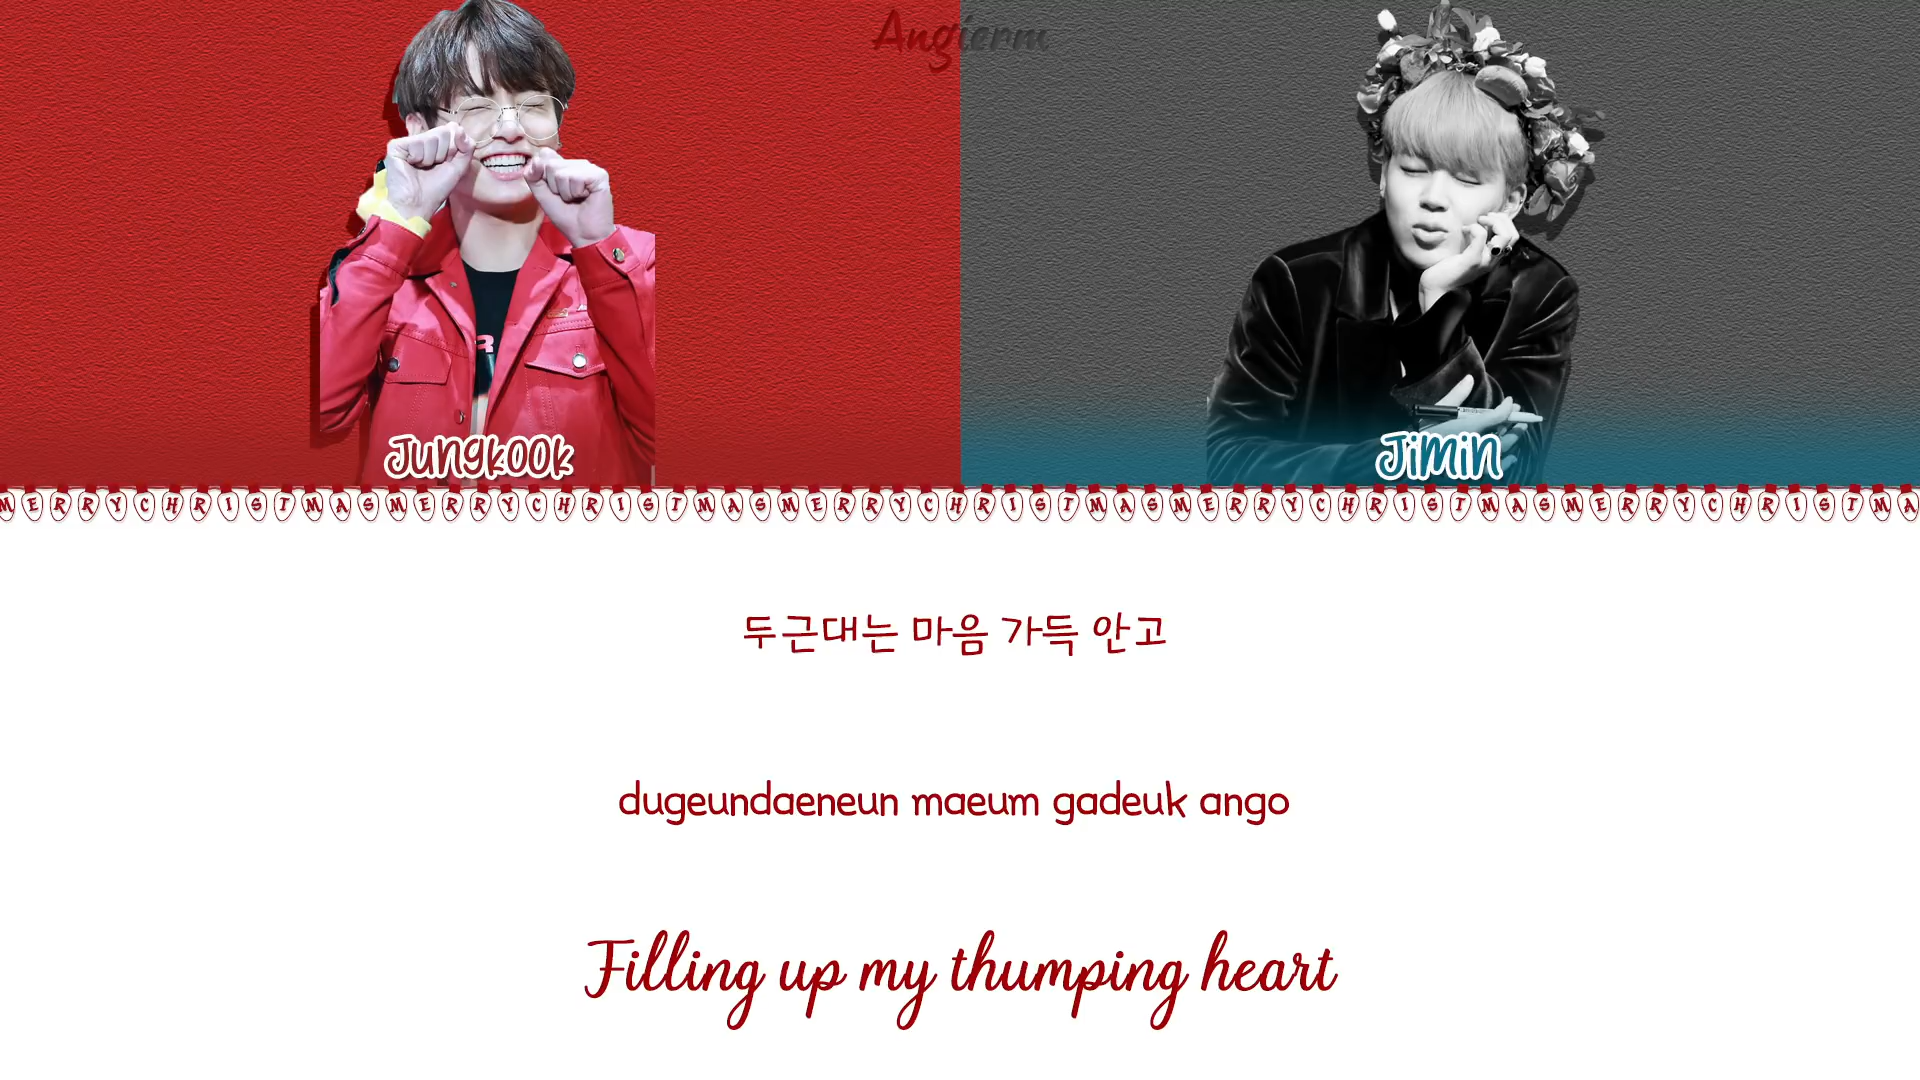 Angierm
Jungkook
Jimin
MERRYCHRISTMASMERRYCHRISTMASMERRYCHRISTMASMERRYCHRISTMASMERRYCHRISTMA
두근대는 마음 가득 안고
dugeundaeneun maeum gadeuk ango
Filling up my thumping heart